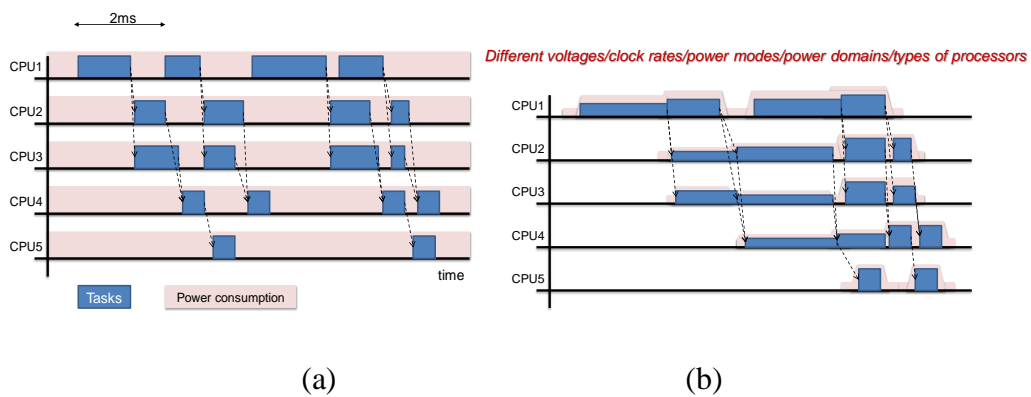 2ms
CPU1
CPU2
CPU3
CPU4
CPU5
time
Tasks
Power consumption
(a)
Different voltages/clock rates/power modes/power domains/types of processors
CPU1
CPU2
CPU3
CPU4
CPU5
(b)